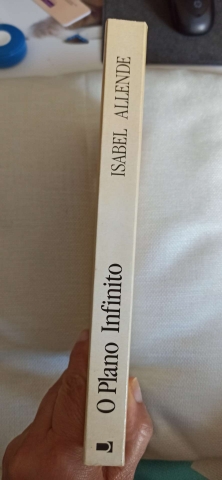 O Plano Infinito
ISABEL ALLENDE